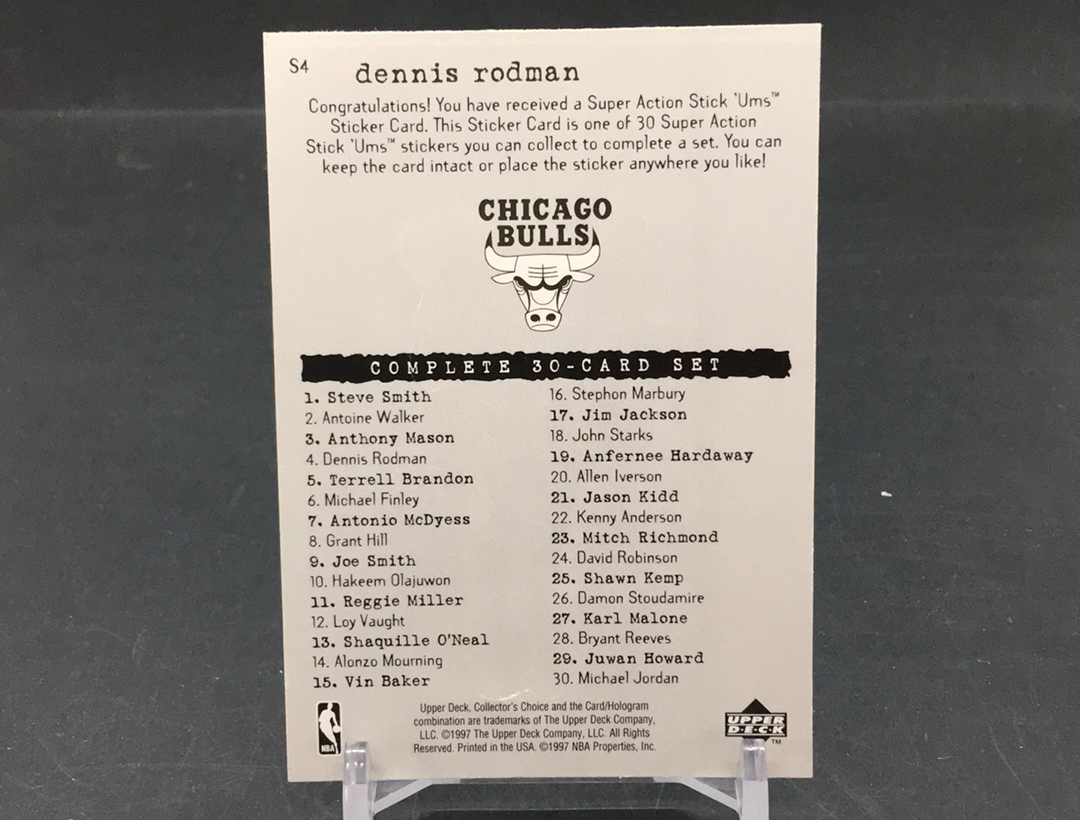 S4
dennis rodman
Congratulations! You have received a Super Action Stick 'Ums™
Sticker Card. This Sticker Card is one of 30 Super Action
Stick 'Ums™ stickers you can collect to complete a set. You can
keep the card intact or place the sticker anywhere you like!
CHICAGO
BULLS
COMPLETE 30-CARD SET
1. Steve Smith
2. Antoine Walker
3. Anthony Mason
4. Dennis Rodman
5. Terrell Brandon
6. Michael Finley
7. Antonio McDyess
8. Grant Hill
9. Joe Smith
10. Hakeem Olajuwon
11. Reggie Miller
12. Loy Vaught
13. Shaquille O'Neal
14. Alonzo Mourning
15. Vin Baker
16. Stephon Marbury
17. Jim Jackson
18. John Starks
19. Anfernee Hardaway
20. Allen Iverson
21. Jason Kidd
22. Kenny Anderson
23. Mitch Richmond
24. David Robinson
25. Shawn Kemp
26. Damon Stoudamire
27. Karl Malone
28. Bryant Reeves
29. Juwan Howard
30. Michael Jordan
NBA
Upper Deck, Collector's Choice and the Card/Hologram
combination are trademarks of The Upper Deck Company,
LLC. ©1997 The Upper Deck Company, LLC. All Rights
Reserved. Printed in the USA. ©1997 NBA Properties, Inc.
UPPER
D·E·C·K
™